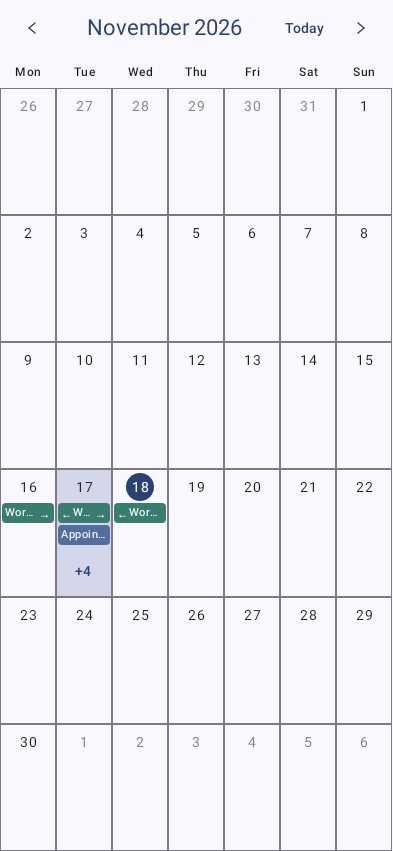 November 2026 Today
Mon Tue Wed Thu Fri Sat Sun
26 27 28 29 30 31 1
2 3 4 5 6 7 8
9 10 11 12 13 14 15
16 17 18 19 20 21 22
Wor... → ← W... → ← Wor...
Appoin...
+4
23 24 25 26 27 28 29
30 1 2 3 4 5 6